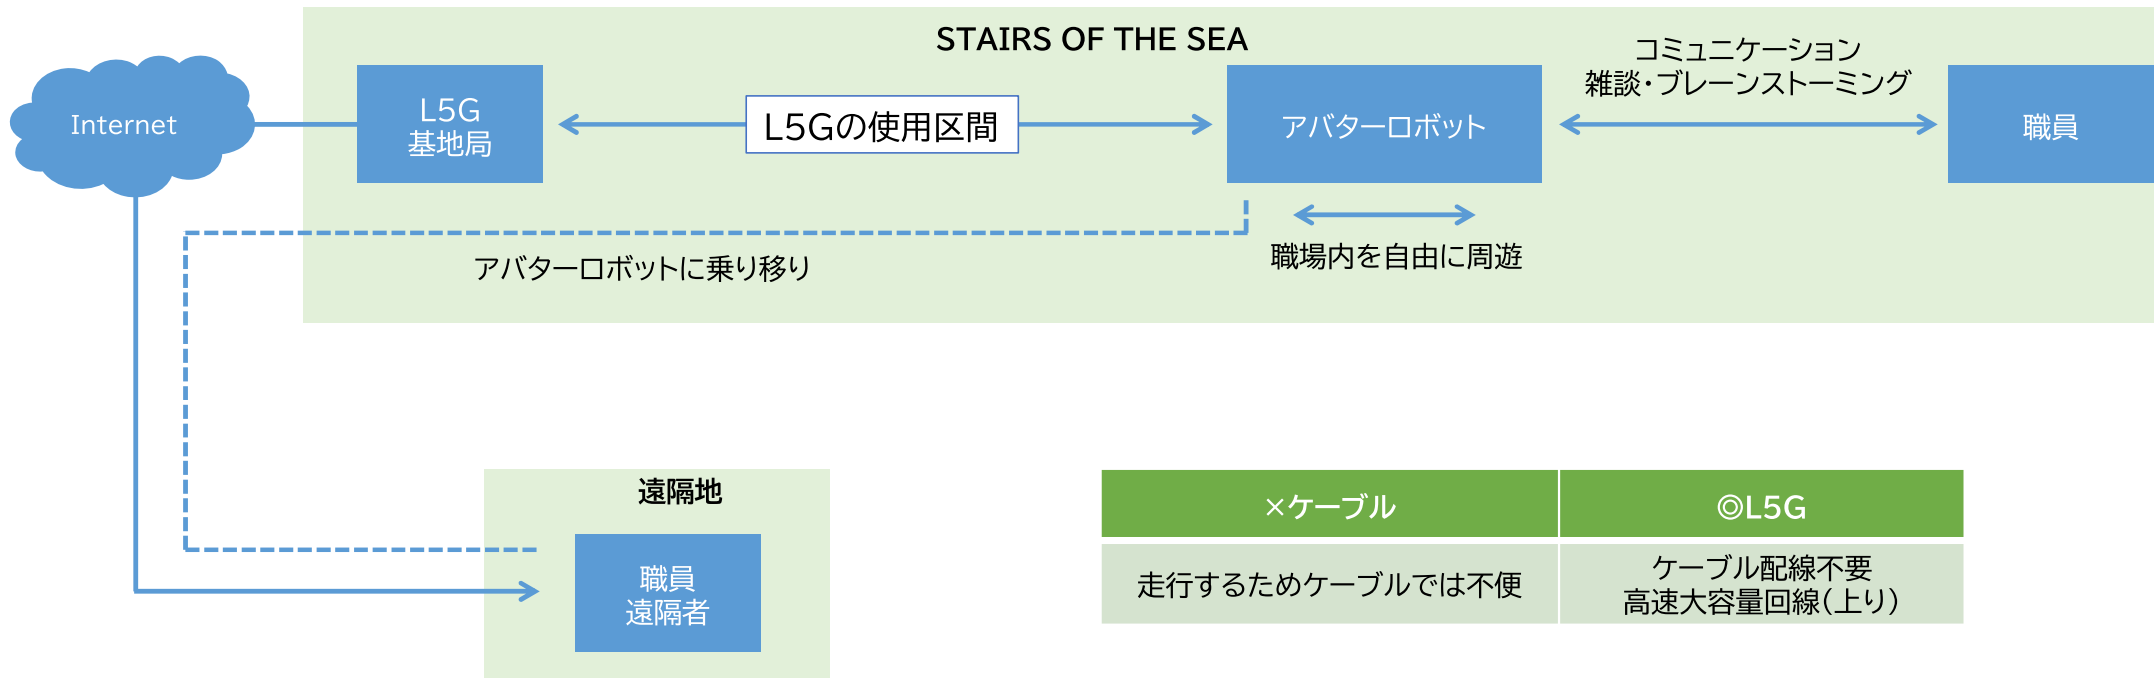 STAIRS OF THE SEA
Internet
L5G
基地局
L5Gの使用区間
アバターロボット
コミュニケーション
雑談・ブレーンストーミング
職員
アバターロボットに乗り移り
職場内を自由に周遊
遠隔地
職員
遠隔者
×ケーブル
◎L5G
走行するためケーブルでは不便
ケーブル配線不要
高速大容量回線（上り）